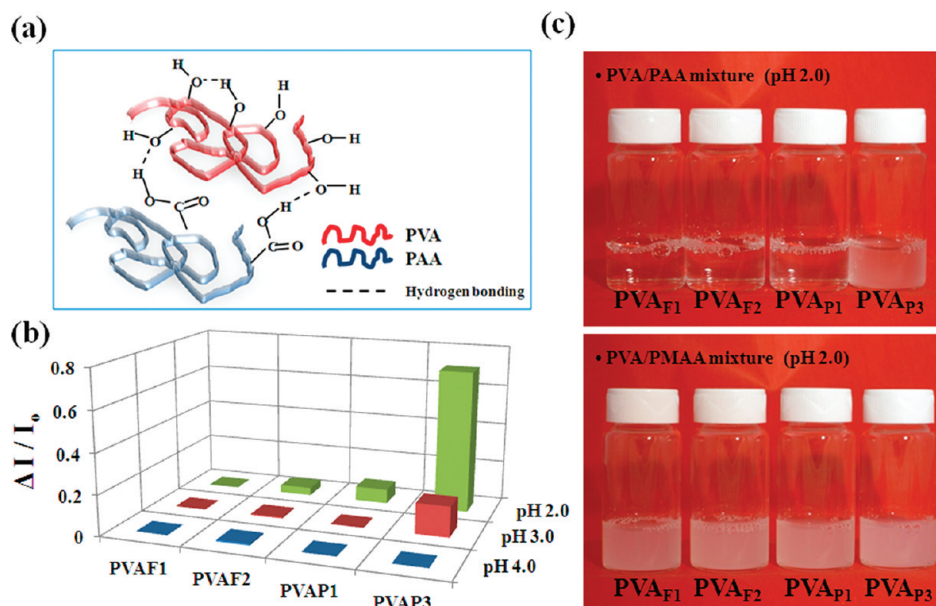 (a)
H
O
H
O
H
O
H
O
O
H
O
H
H
O
C
O
H
O
C
O
PVA
PAA
Hydrogen bonding
(b)
ΔI / Io
0.8
0.6
0.4
0.2
0
PVAF1
PVAF2
PVAP1
PVAP3
pH 2.0
pH 3.0
pH 4.0
(c)
• PVA/PAA mixture (pH 2.0)
PVAF1 PVAF2 PVAP1 PVAP3
• PVA/PMAA mixture (pH 2.0)
PVAF1 PVAF2 PVAP1 PVAP3